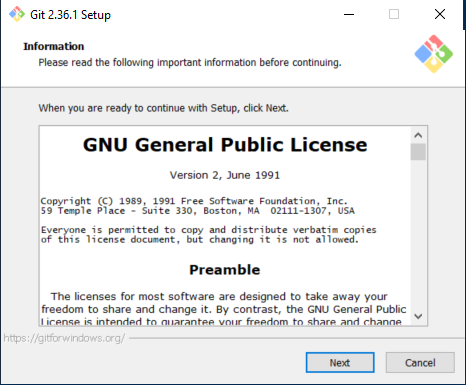 Git 2.36.1 Setup
Information
Please read the following important information before continuing.
When you are ready to continue with Setup, click Next.
GNU General Public License
Version 2, June 1991
Copyright (C) 1989, 1991 Free Software Foundation, Inc.
59 Temple Place - Suite 330, Boston, MA  02111-1307, USA
Everyone is permitted to copy and distribute verbatim copies
of this license document, but changing it is not allowed.
Preamble
The licenses for most software are designed to take away your
freedom to share and change it. By contrast, the GNU General Public
License is intended to guarantee your freedom to share and change
https://gitforwindows.org/
Next
Cancel